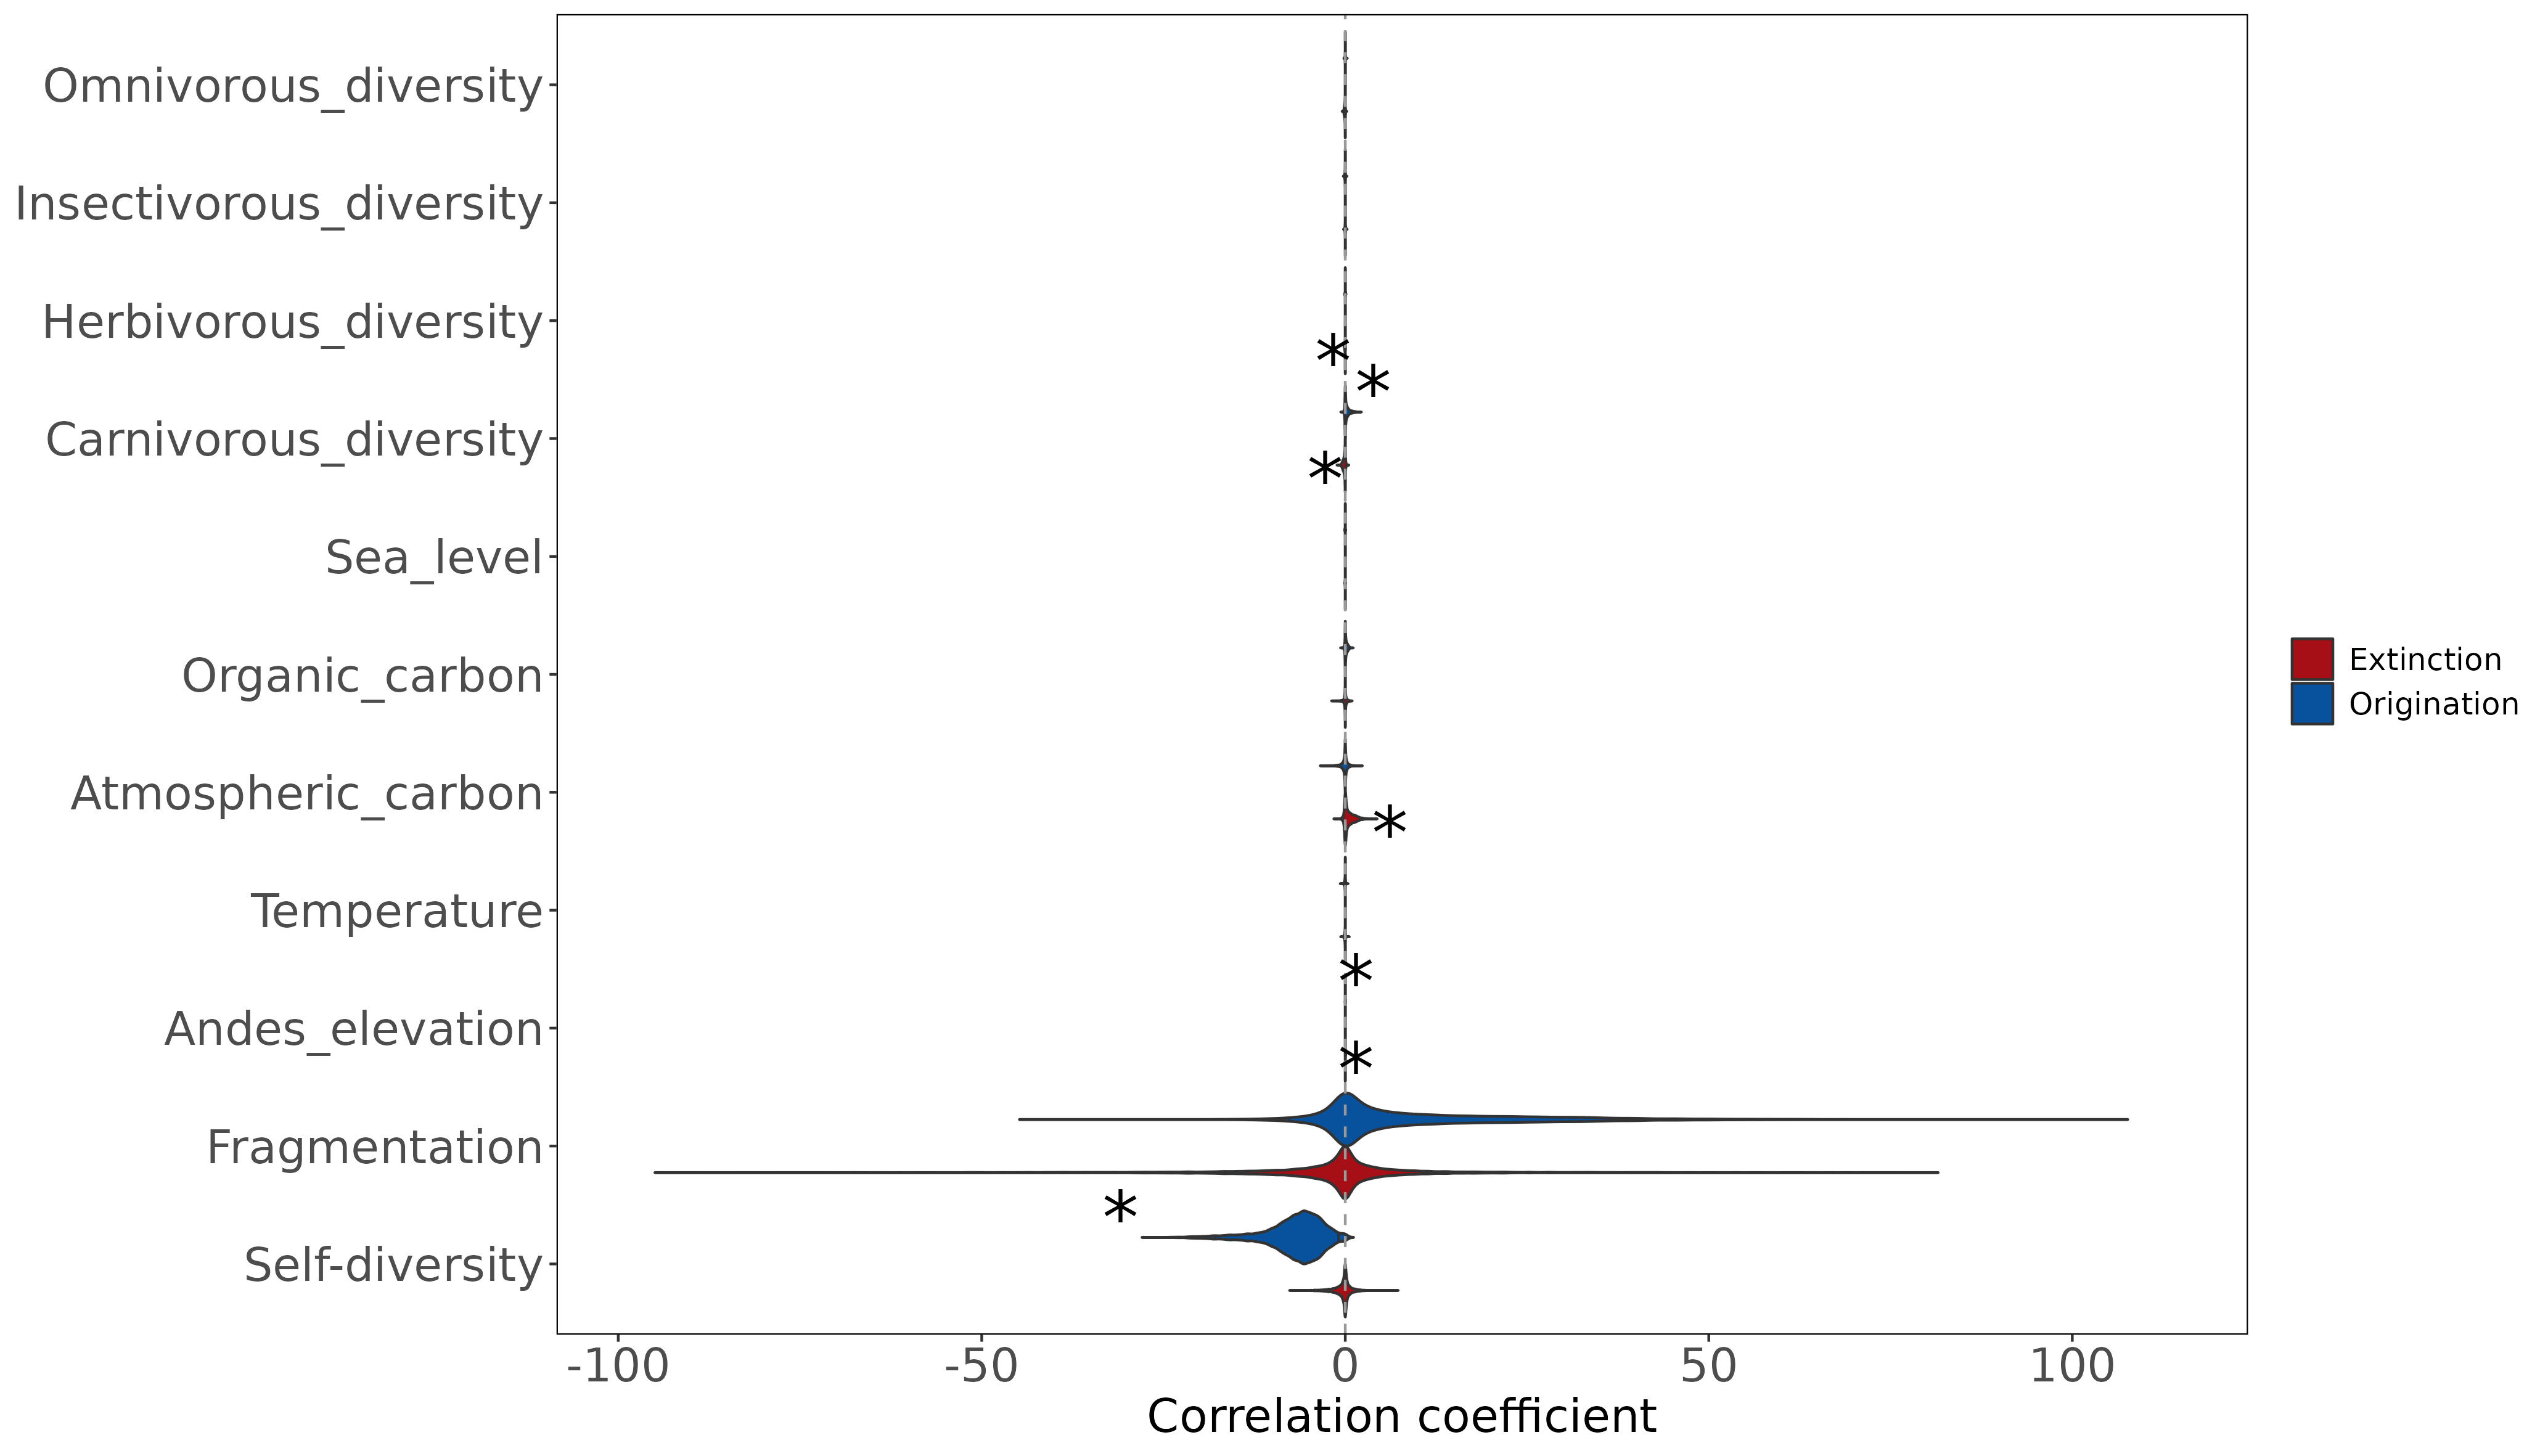 Omnivorous_diversity
Insectivorous_diversity
Herbivorous_diversity
*
*
Carnivorous_diversity
*
Sea_level
Organic_carbon
Extinction
Origination
Atmospheric_carbon
*
Temperature
*
Andes_elevation
*
Fragmentation
*
Self-diversity
-100 -50 0 50 100
Correlation coefficient